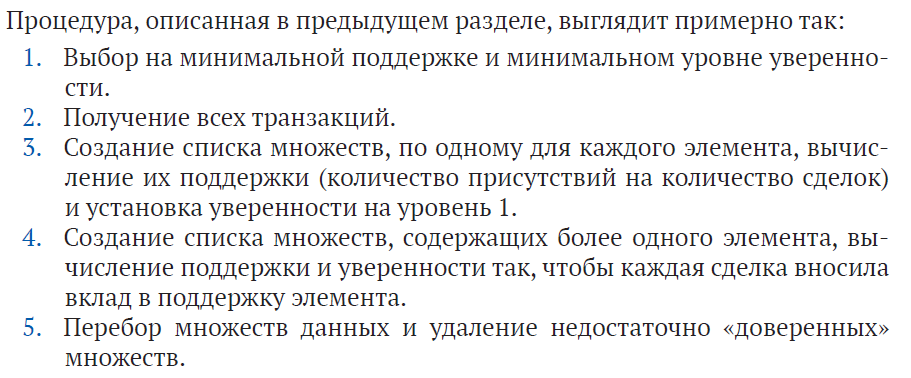 Процедура, описанная в предыдущем разделе, выглядит примерно так:
1. Выбор на минимальной поддержке и минимальном уровне уверенно-
сти.
2. Получение всех транзакций.
3. Создание списка множеств, по одному для каждого элемента, вычис-
ление их поддержки (количество присутствий на количество сделок)
и установка уверенности на уровень 1.
4. Создание списка множеств, содержащих более одного элемента, вы-
числение поддержки и уверенности так, чтобы каждая сделка вносила
вклад в поддержку элемента.
5. Перебор множеств данных и удаление недостаточно «доверенных»
множеств.